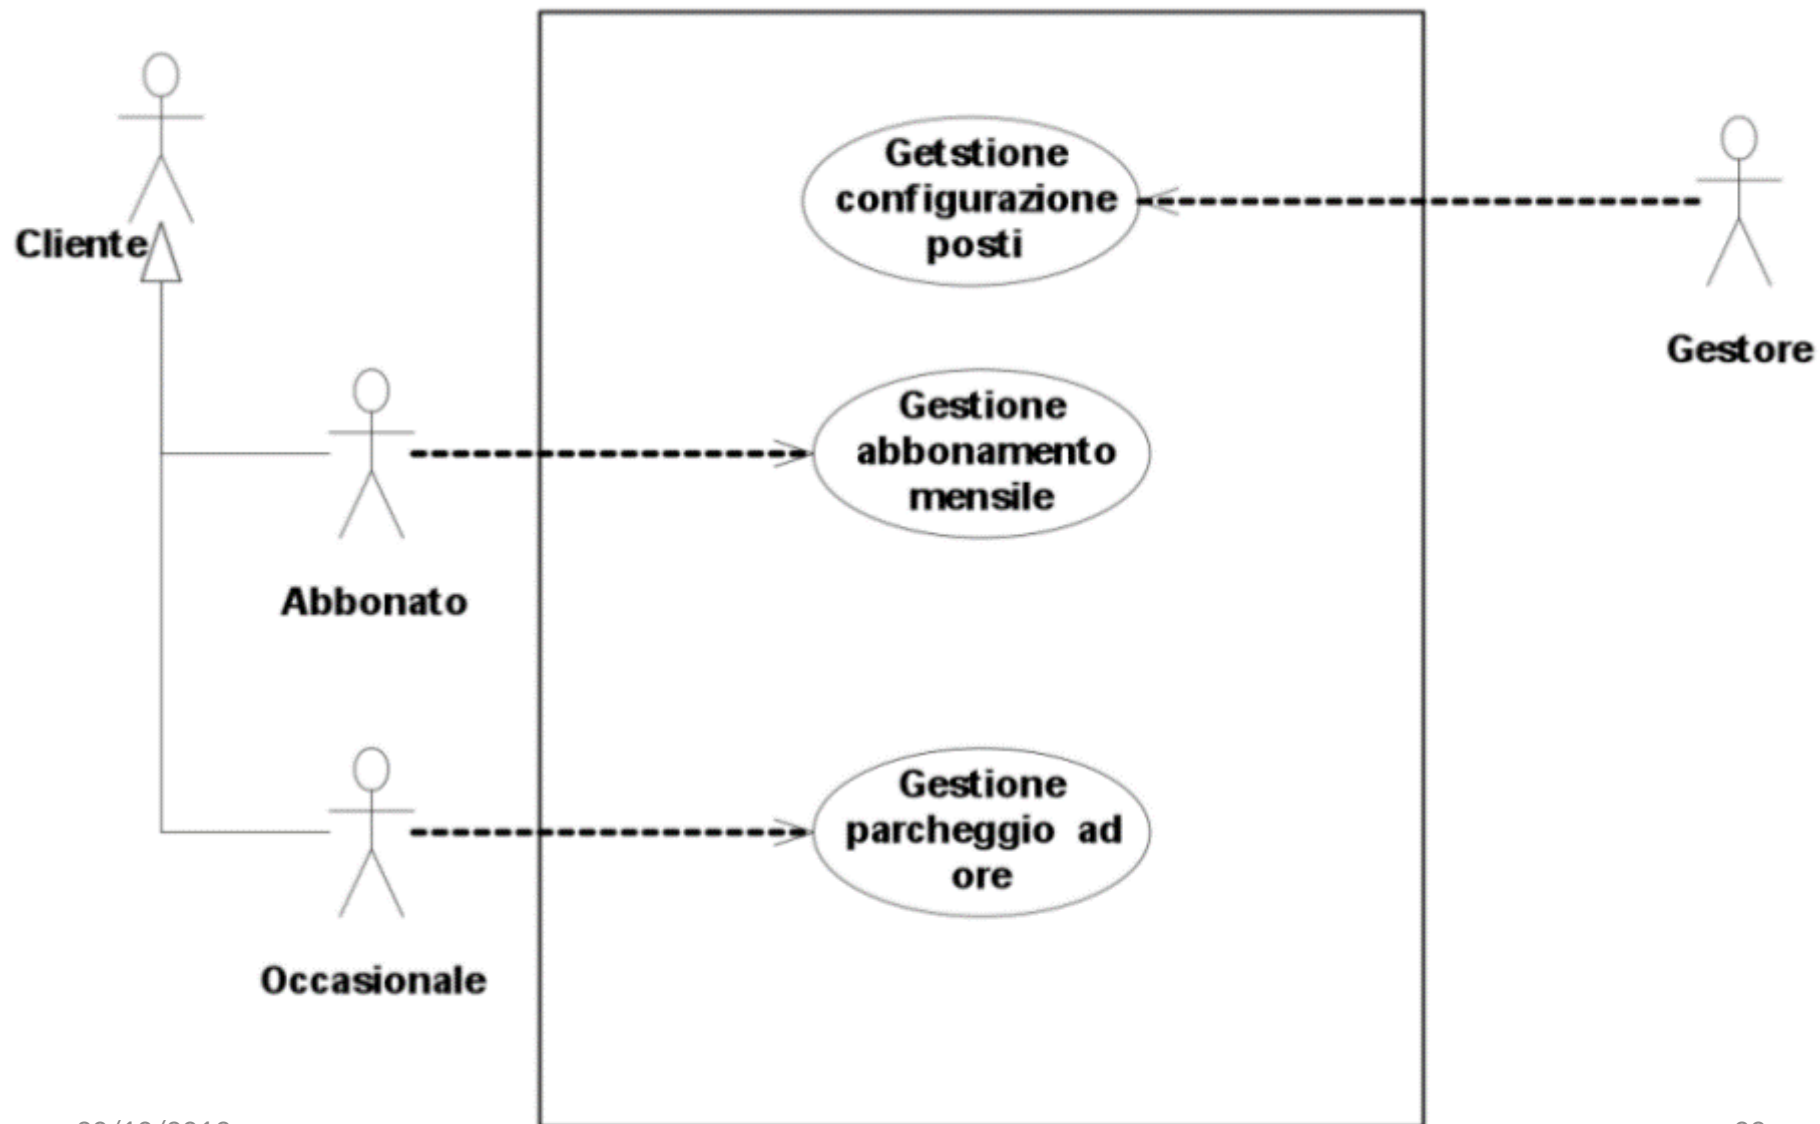 Cliente
Getstione
configurazione
posti
Gestore
Gestione
abbonamento
mensile
Abbonato
Gestione
parcheggio ad
ore
Occasionale